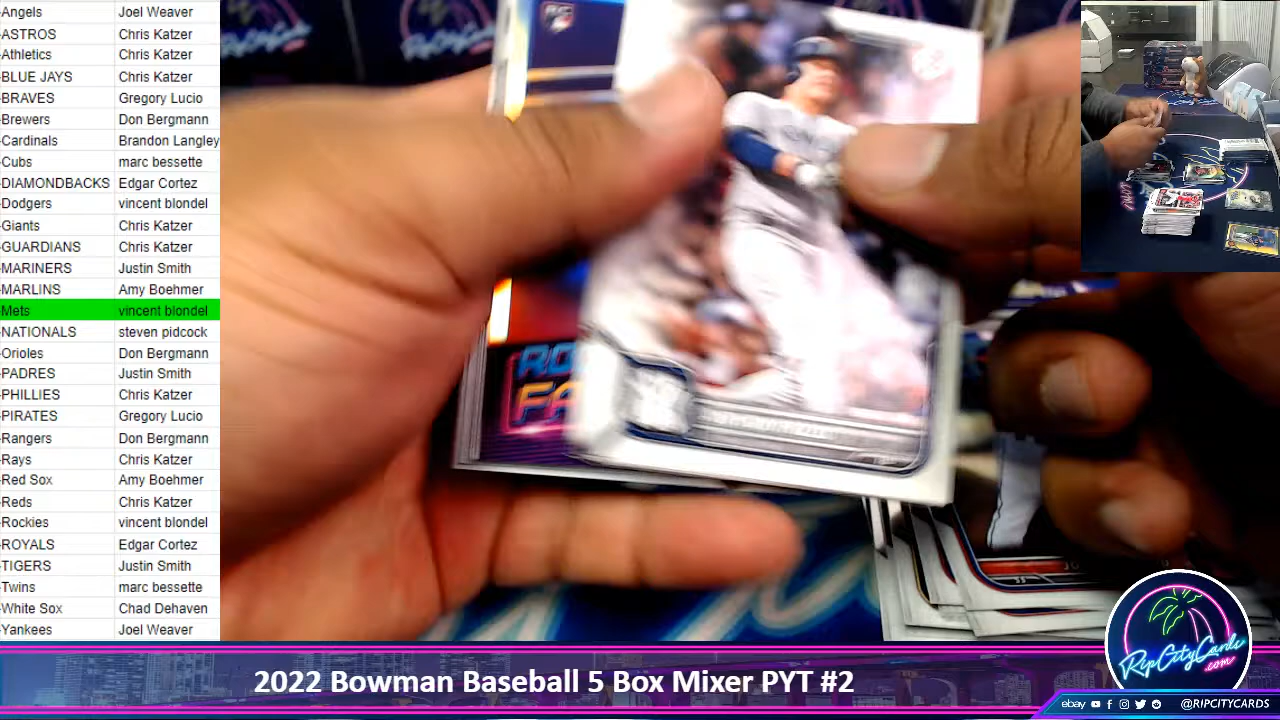 -Angels Joel Weaver
-ASTROS Chris Katzer
-Athletics Chris Katzer
-BLUE JAYS Chris Katzer
-BRAVES Gregory Lucio
-Brewers Don Bergmann
-Cardinals Brandon Langley
-Cubs marc bessette
-DIAMONDBACKS Edgar Cortez
-Dodgers vincent blondel
-Giants Chris Katzer
-GUARDIANS Chris Katzer
-MARINERS Justin Smith
-MARLINS Amy Boehmer
-Mets vincent blondel
-NATIONALS steven pidcock
-Orioles Don Bergmann
-PADRES Justin Smith
-PHILLIES Chris Katzer
-PIRATES Gregory Lucio
-Rangers Don Bergmann
-Rays Chris Katzer
-Red Sox Amy Boehmer
-Reds Chris Katzer
-Rockies vincent blondel
-ROYALS Edgar Cortez
-TIGERS Justin Smith
-Twins marc bessette
-White Sox Chad Dehaven
-Yankees Joel Weaver
RC
RO
FA
2022 Bowman Baseball 5 Box Mixer PYT #2
RipCityCards
.com
ebay @RIPCITYCARDS